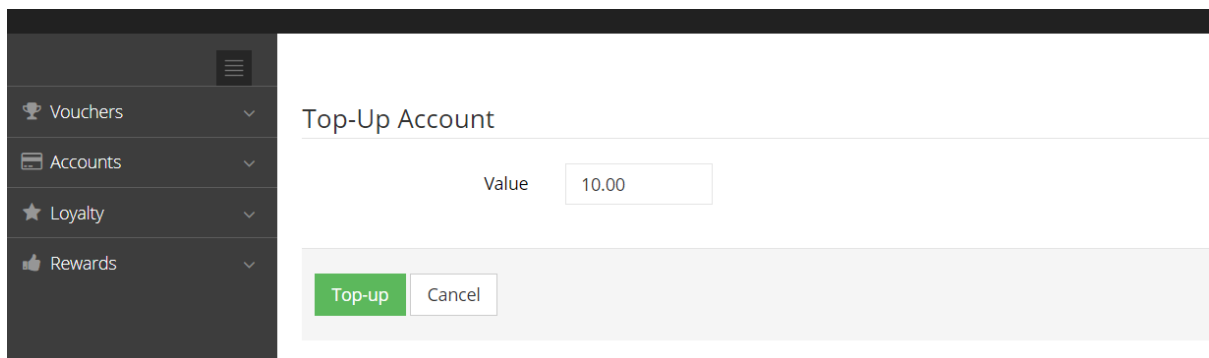 Vouchers
Accounts
Loyalty
Rewards
Top-Up Account
Value 10.00
Top-up Cancel